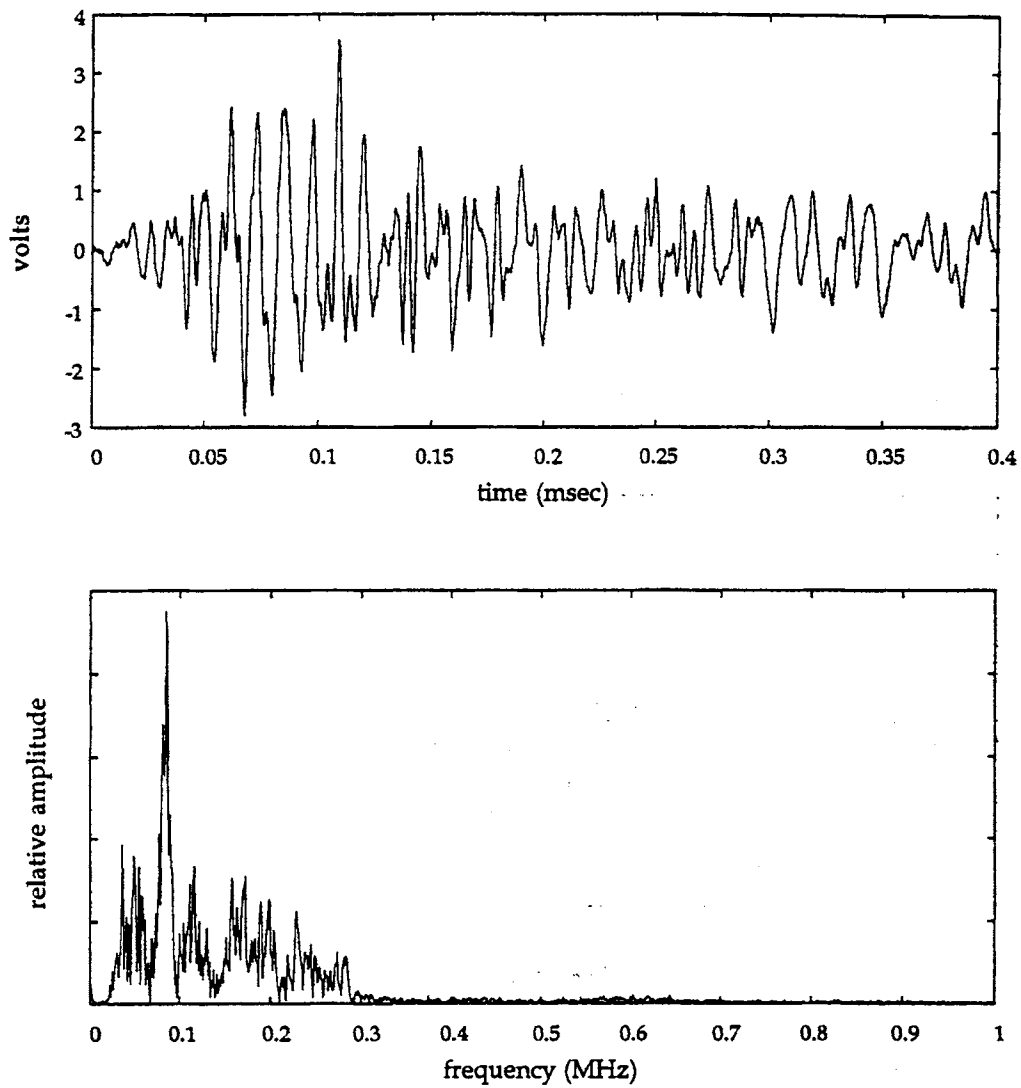 4
3
2
1
0
-1
-2
-3
volts
0 0.05 0.1 0.15 0.2 0.25 0.3 0.35 0.4
time (msec)
relative amplitude
0 0.1 0.2 0.3 0.4 0.5 0.6 0.7 0.8 0.9 1
frequency (MHz)